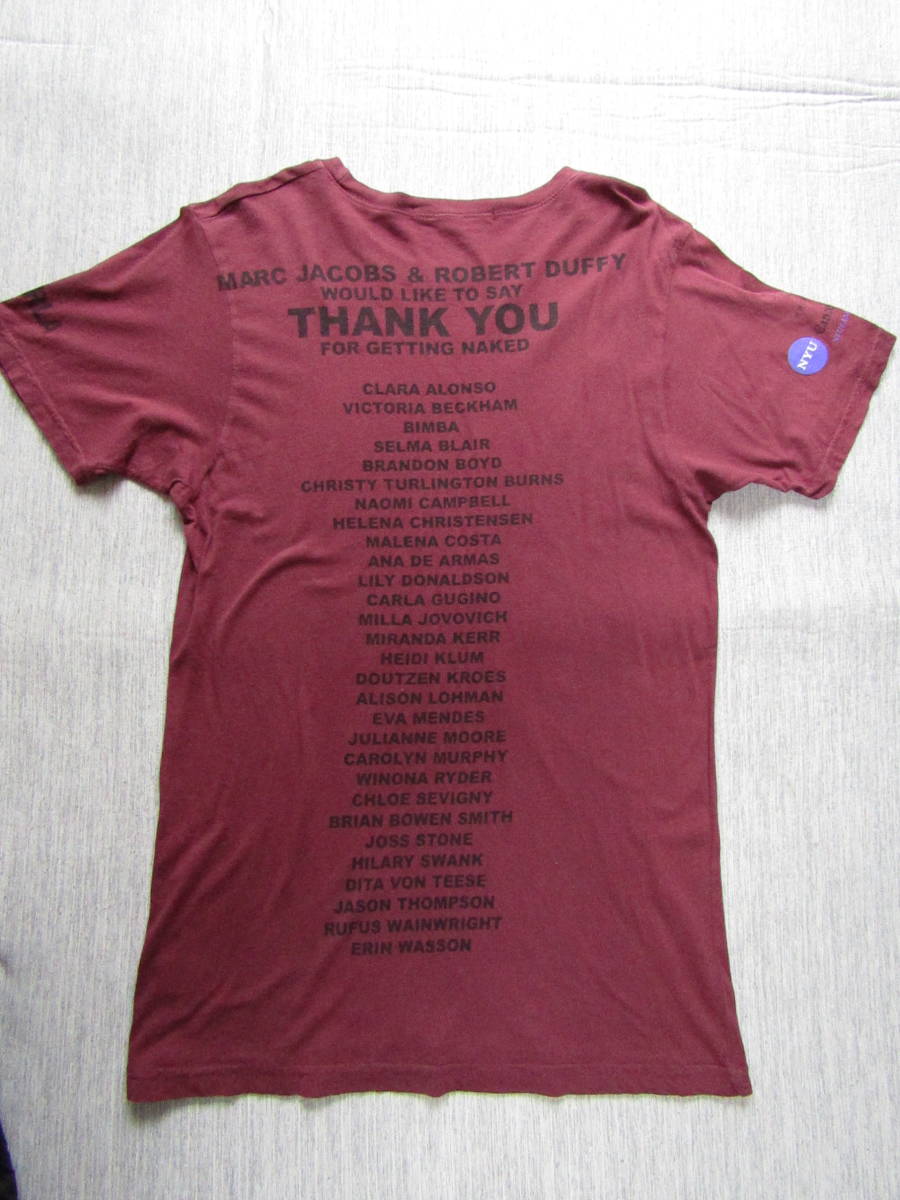 MARC JACOBS & ROBERT DUFFY
WOULD LIKE TO SAY
THANK YOU
FOR GETTING NAKED
CLARA ALONSO
VICTORIA BECKHAM
BIMBA
SELMA BLAIR
BRANDON BOYD
CHRISTY TURLINGTON BURNS
NAOMI CAMPBELL
HELENA CHRISTENSEN
MALENA COSTA
ANA DE ARMAS
LILY DONALDSON
CARLA GUGINO
MILLA JOVOVICH
MIRANDA KERR
HEIDI KLUM
DOUTZEN KROES
ALISON LOHMAN
EVA MENDES
JULIANNE MOORE
CAROLYN MURPHY
WINONA RYDER
CHLOE SEVIGNY
BRIAN BOWEN SMITH
JOSS STONE
HILARY SWANK
DITA VON TEESE
JASON THOMPSON
RUFUS WAINWRIGHT
ERIN WASSON
NYU